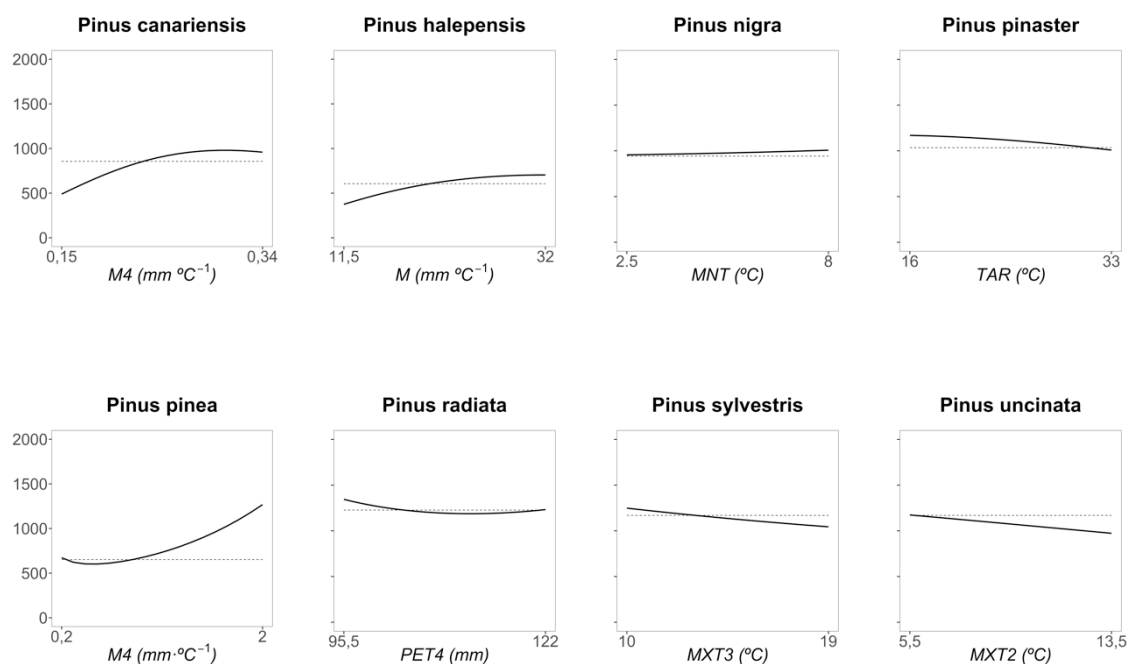 Pinus canariensis Pinus halepensis Pinus nigra Pinus pinaster
2000
1500
1000
500
0
0,15 0,34 11,5 32 2.5 8 16 33
M4 (mm ºC⁻¹) M (mm ºC⁻¹) MNT (ºC) TAR (ºC)
Pinus pinea Pinus radiata Pinus sylvestris Pinus uncinata
2000
1500
1000
500
0
0,2 2 95,5 122 10 19 5,5 13,5
M4 (mm·ºC⁻¹) PET4 (mm) MXT3 (ºC) MXT2 (ºC)